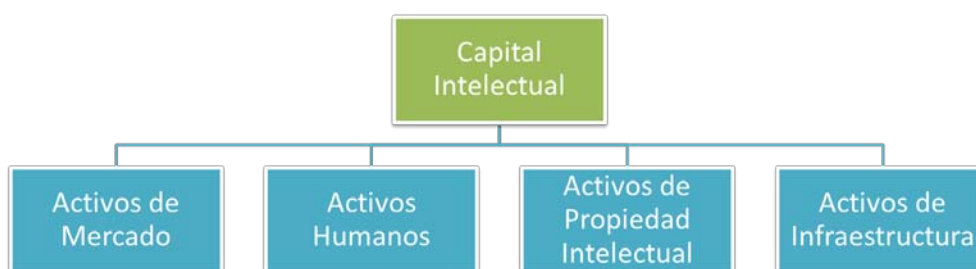 Capital
Intelectual
Activos de
Mercado
Activos
Humanos
Activos de
Propiedad
Intelectual
Activos de
Infraestructura